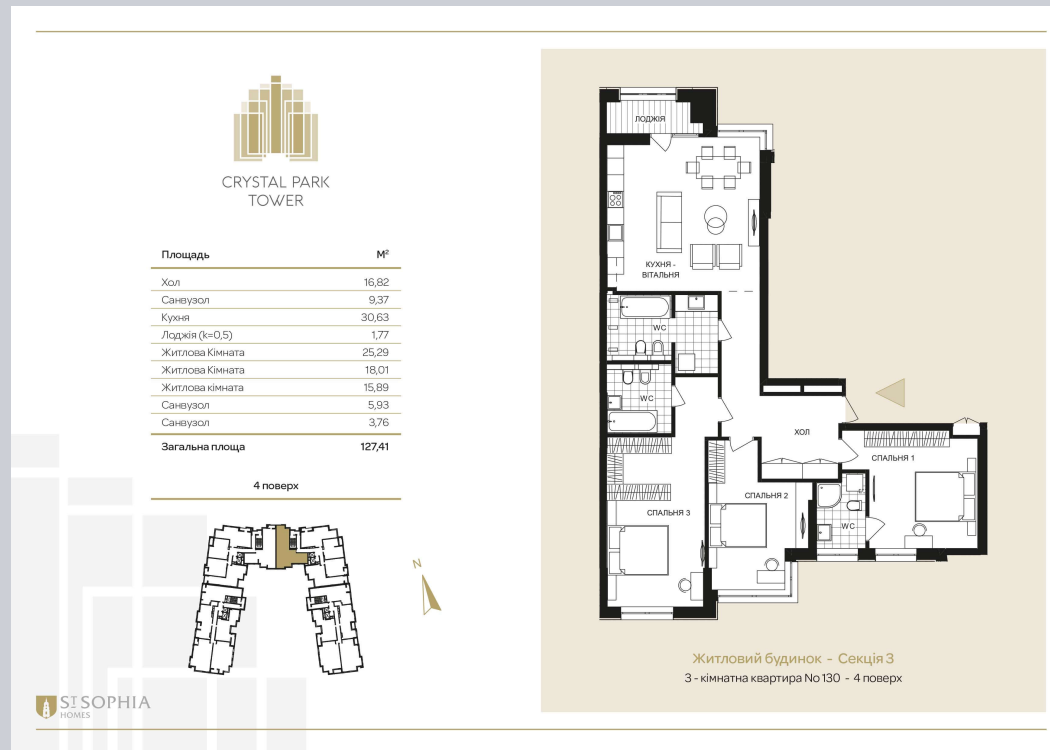 CRYSTAL PARK
TOWER
Площадь М²
Хол 16,82
Санвузол 9,37
Кухня 30,63
Лоджія (k=0,5) 1,77
Житлова Кімната 25,29
Житлова Кімната 18,01
Житлова кімната 15,89
Санвузол 5,93
Санвузол 3,76
Загальна площа 127,41
4 поверх
N
ST SOPHIA
HOMES
ЛОДЖІЯ
КУХНЯ -
ВІТАЛЬНЯ
WC
WC
ХОЛ
СПАЛЬНЯ 1
СПАЛЬНЯ 2
СПАЛЬНЯ 3
WC
Житловий будинок - Секція 3
3 - кімнатна квартира No 130 - 4 поверх